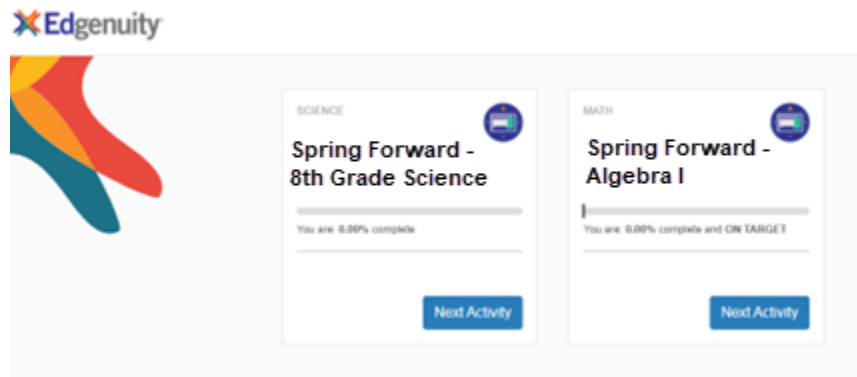 Edgenuity
SCIENCE
Spring Forward -
8th Grade Science
You are: 0.00% complete
Next Activity
MATH
Spring Forward -
Algebra I
You are: 0.00% complete and ON TARGET
Next Activity